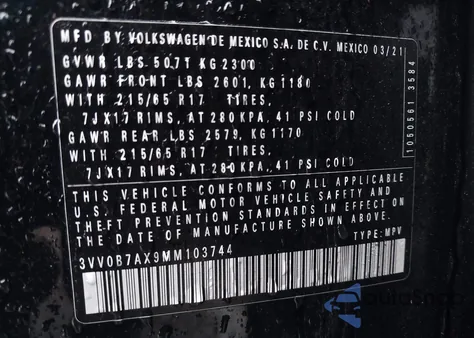 MFD BY VOLKSWAGEN DE MEXICO S.A. DE C.V. MEXICO 03/21
GVWR LBS 5071 KG 2300
GAWR FRONT LBS 2601, KG 1180
WITH 215/65 R17 TIRES,
7JX17 RIMS, AT 280 KPA, 41 PSI COLD
GAWR REAR LBS 2579, KG 1170
WITH 215/65 R17 TIRES,
7JX17 RIMS, AT 280 KPA, 41 PSI COLD
THIS VEHICLE CONFORMS TO ALL APPLICABLE
U.S. FEDERAL MOTOR VEHICLE SAFETY AND
THEFT PREVENTION STANDARDS IN EFFECT ON
THE DATE OF MANUFACTURE SHOWN ABOVE.
3VV0B7AX9MM103744 TYPE: MPV
1050561 3584